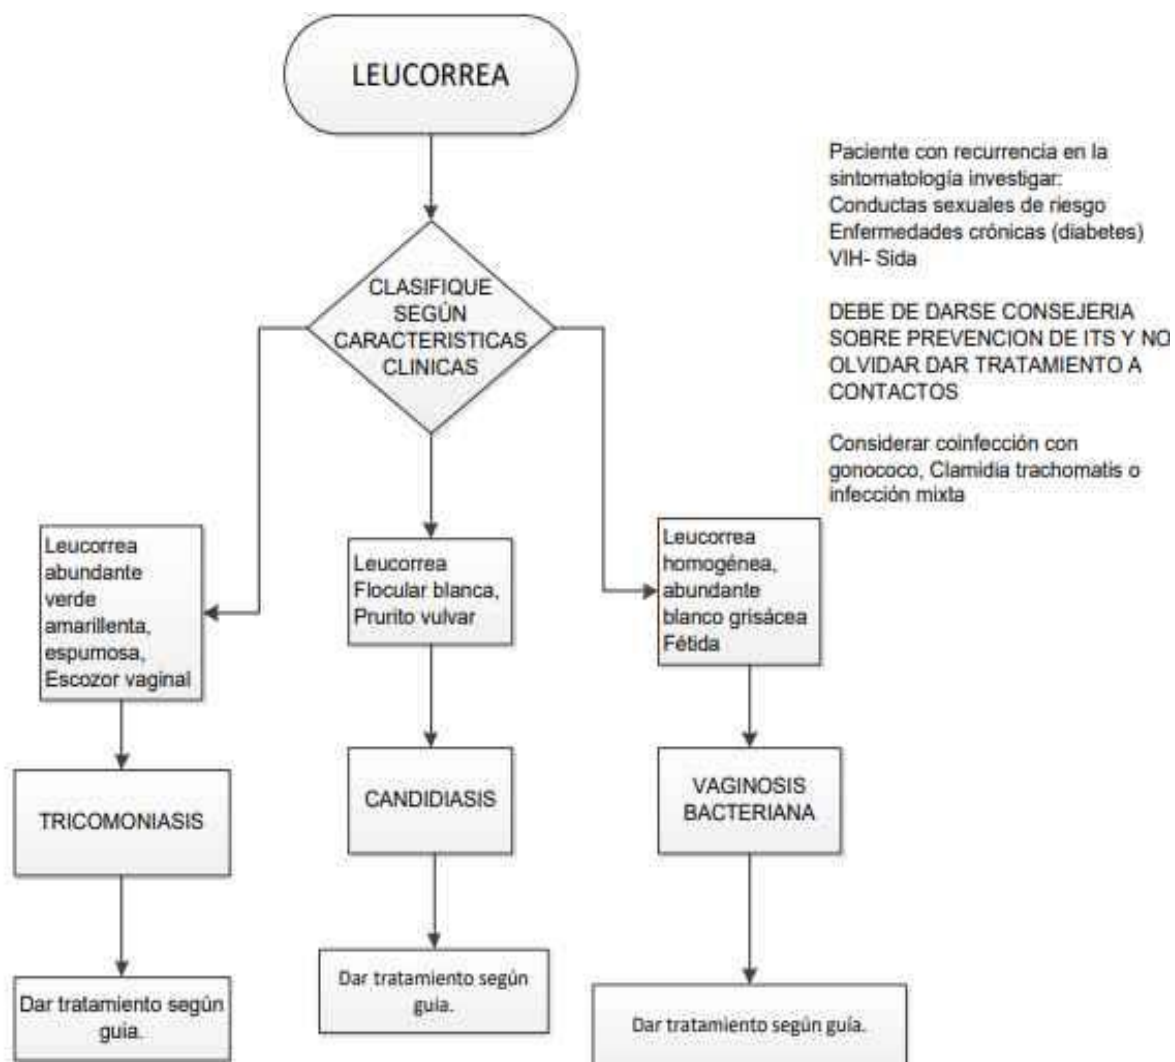 LEUCORREA
CLASIFIQUE
SEGÚN
CARACTERISTICAS
CLINICAS
Paciente con recurrencia en la
sintomatología investigar:
Conductas sexuales de riesgo
Enfermedades crónicas (diabetes)
VIH- Sida
DEBE DE DARSE CONSEJERIA
SOBRE PREVENCION DE ITS Y NO
OLVIDAR DAR TRATAMIENTO A
CONTACTOS
Considerar coinfección con
gonococo, Clamidia trachomatis o
infección mixta
Leucorrea
abundante
verde
amarillenta,
espumosa,
Escozor vaginal
Leucorrea
Flocular blanca,
Prurito vulvar
Leucorrea
homogénea,
abundante
blanco grisácea
Fétida
TRICOMONIASIS
CANDIDIASIS
VAGINOSIS
BACTERIANA
Dar tratamiento según
guia.
Dar tratamiento según
guia.
Dar tratamiento según guía.